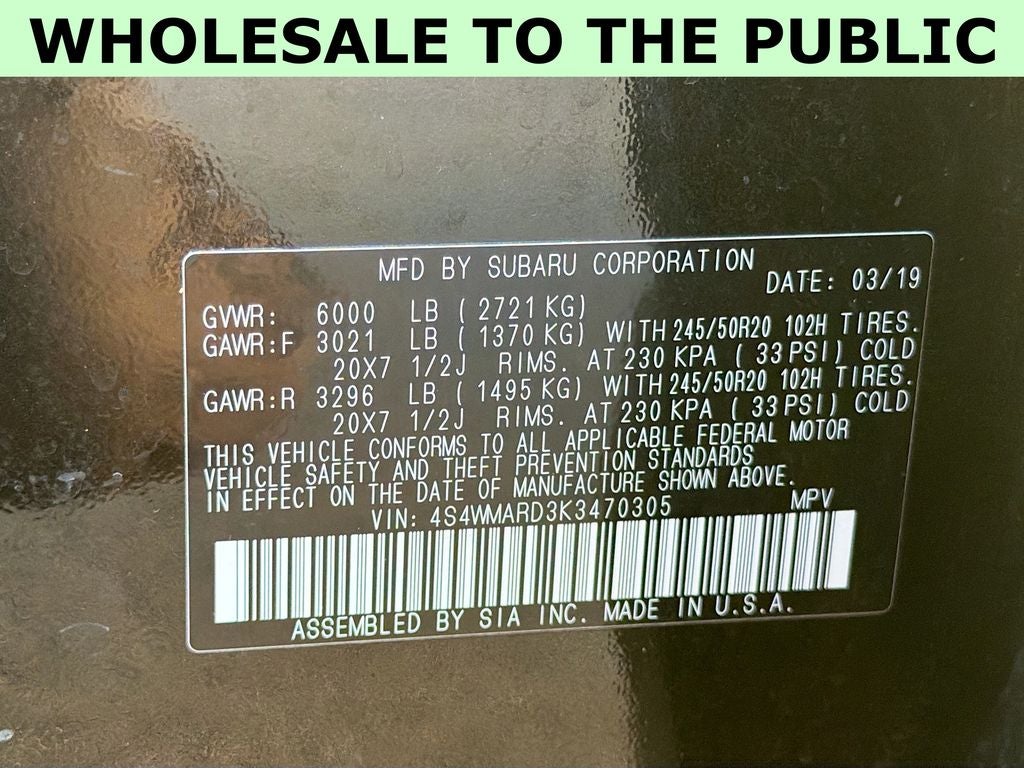 WHOLESALE TO THE PUBLIC
MFD BY SUBARU CORPORATION
DATE: 03/19
GVWR: 6000 LB ( 2721 KG)
GAWR:F 3021 LB ( 1370 KG) WITH 245/50R20 102H TIRES.
20X7 1/2J RIMS. AT 230 KPA ( 33 PSI) COLD
GAWR:R 3296 LB ( 1495 KG) WITH 245/50R20 102H TIRES.
20X7 1/2J RIMS. AT 230 KPA ( 33 PSI) COLD
THIS VEHICLE CONFORMS TO ALL APPLICABLE FEDERAL MOTOR
VEHICLE SAFETY AND THEFT PREVENTION STANDARDS
IN EFFECT ON THE DATE OF MANUFACTURE SHOWN ABOVE.
VIN: 4S4WMARD3K3470305 MPV
ASSEMBLED BY SIA INC. MADE IN U.S.A.